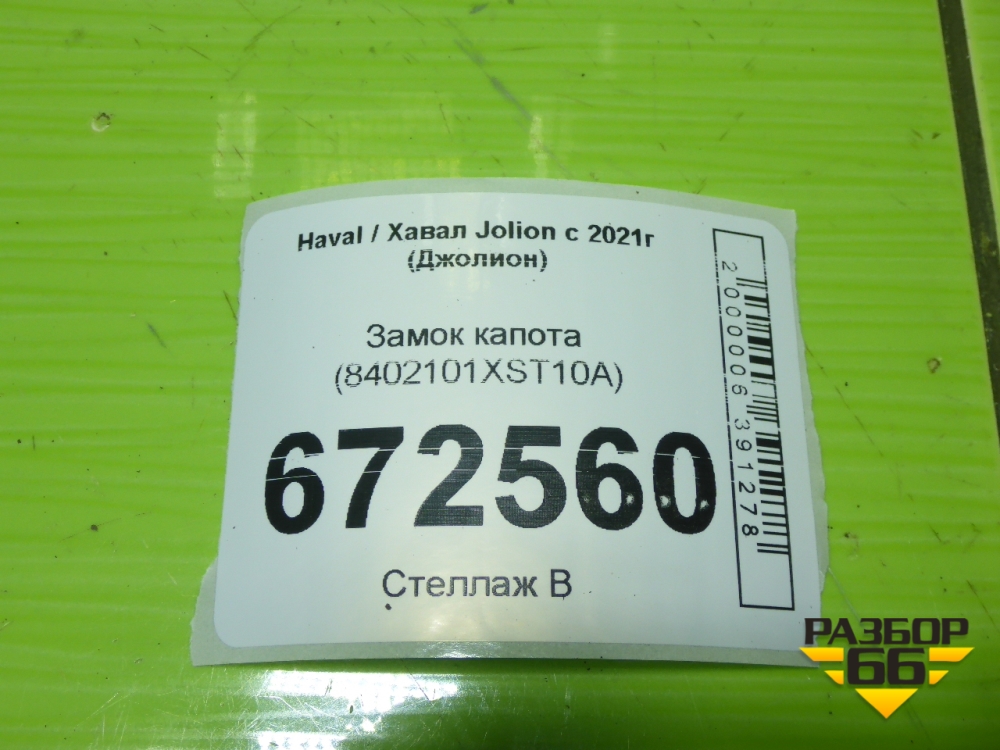 Haval / Хавал Jolion с 2021г
(Джолион)
Замок капота
(8402101XST10A)
672560
Стеллаж В
2000006391278
РАЗБОР
66